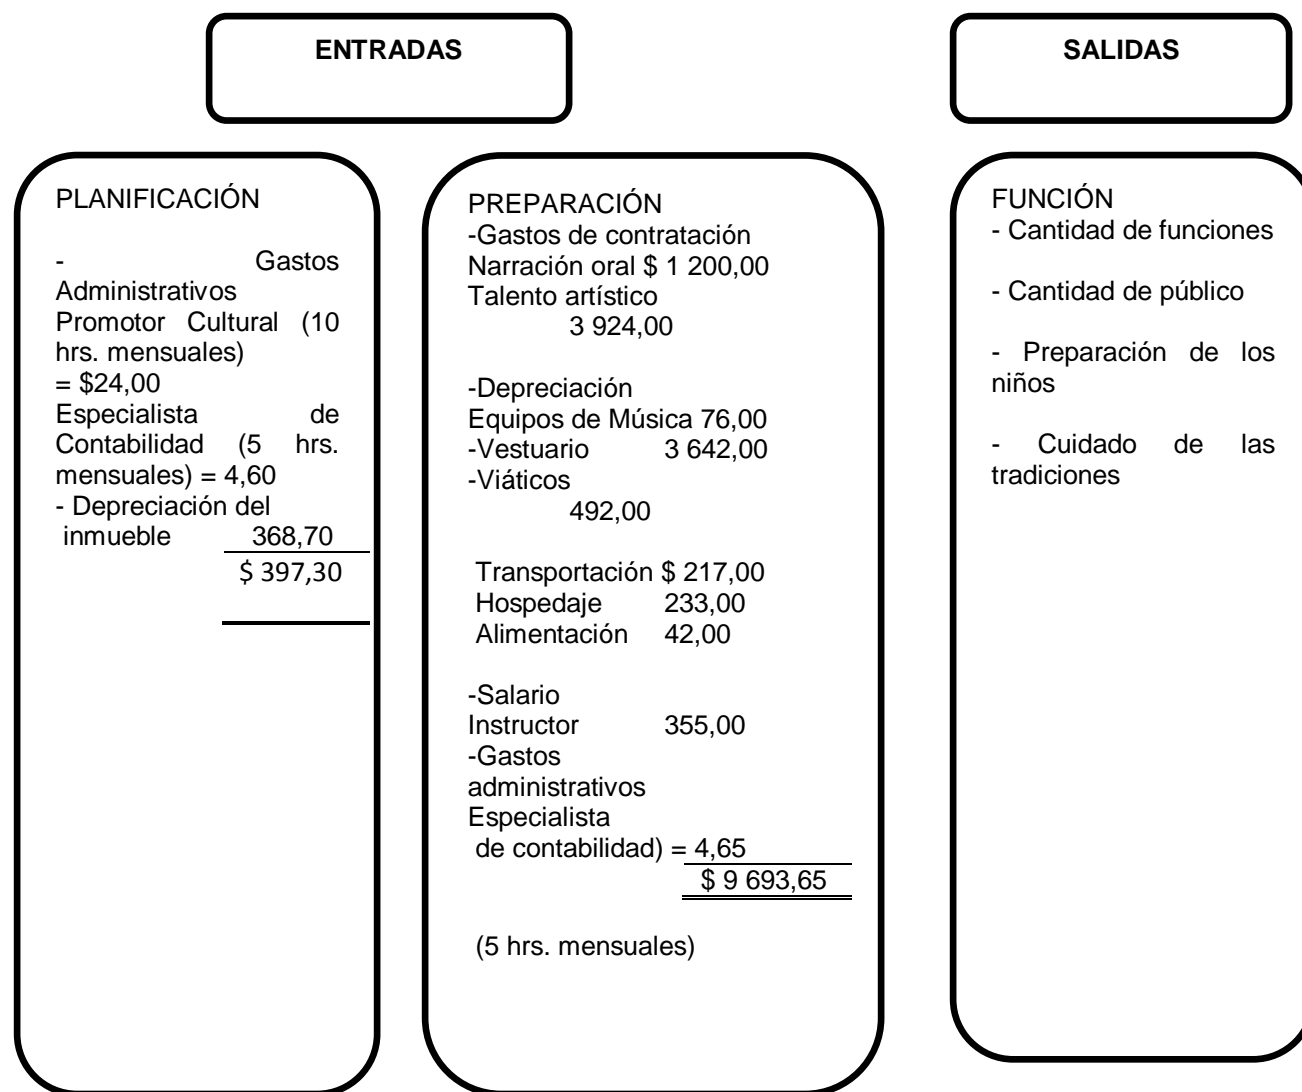 ENTRADAS
SALIDAS
PLANIFICACIÓN
- Gastos
Administrativos
Promotor Cultural (10
hrs. mensuales)
= $24,00
Especialista de
Contabilidad (5 hrs.
mensuales) = 4,60
- Depreciación del
inmueble 368,70
$ 397,30
PREPARACIÓN
-Gastos de contratación
Narración oral $ 1 200,00
Talento artístico
3 924,00
-Depreciación
Equipos de Música 76,00
-Vestuario 3 642,00
-Viáticos
492,00
Transportación $ 217,00
Hospedaje 233,00
Alimentación 42,00
-Salario
Instructor 355,00
-Gastos
administrativos
Especialista
de contabilidad) = 4,65
$ 9 693,65
(5 hrs. mensuales)
FUNCIÓN
- Cantidad de funciones
- Cantidad de público
- Preparación de los
niños
- Cuidado de las
tradiciones